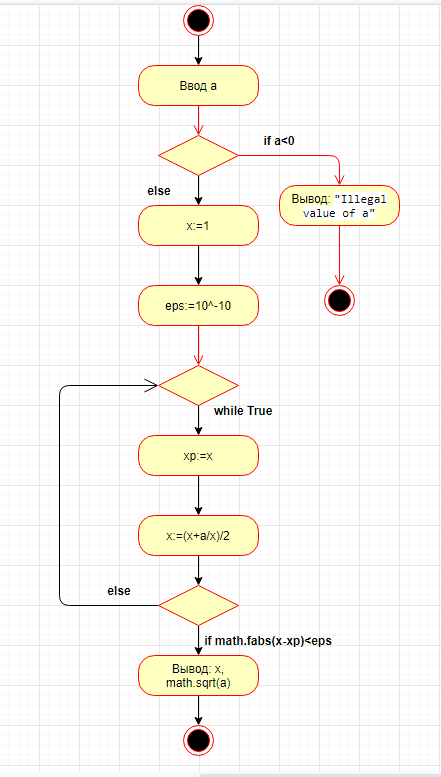 Ввод a
if a<0
else
Вывод: "Illegal
value of a"
x:=1
eps:=10^-10
while True
xp:=x
x:=(x+a/x)/2
else
if math.fabs(x-xp)<eps
Вывод: x,
math.sqrt(a)